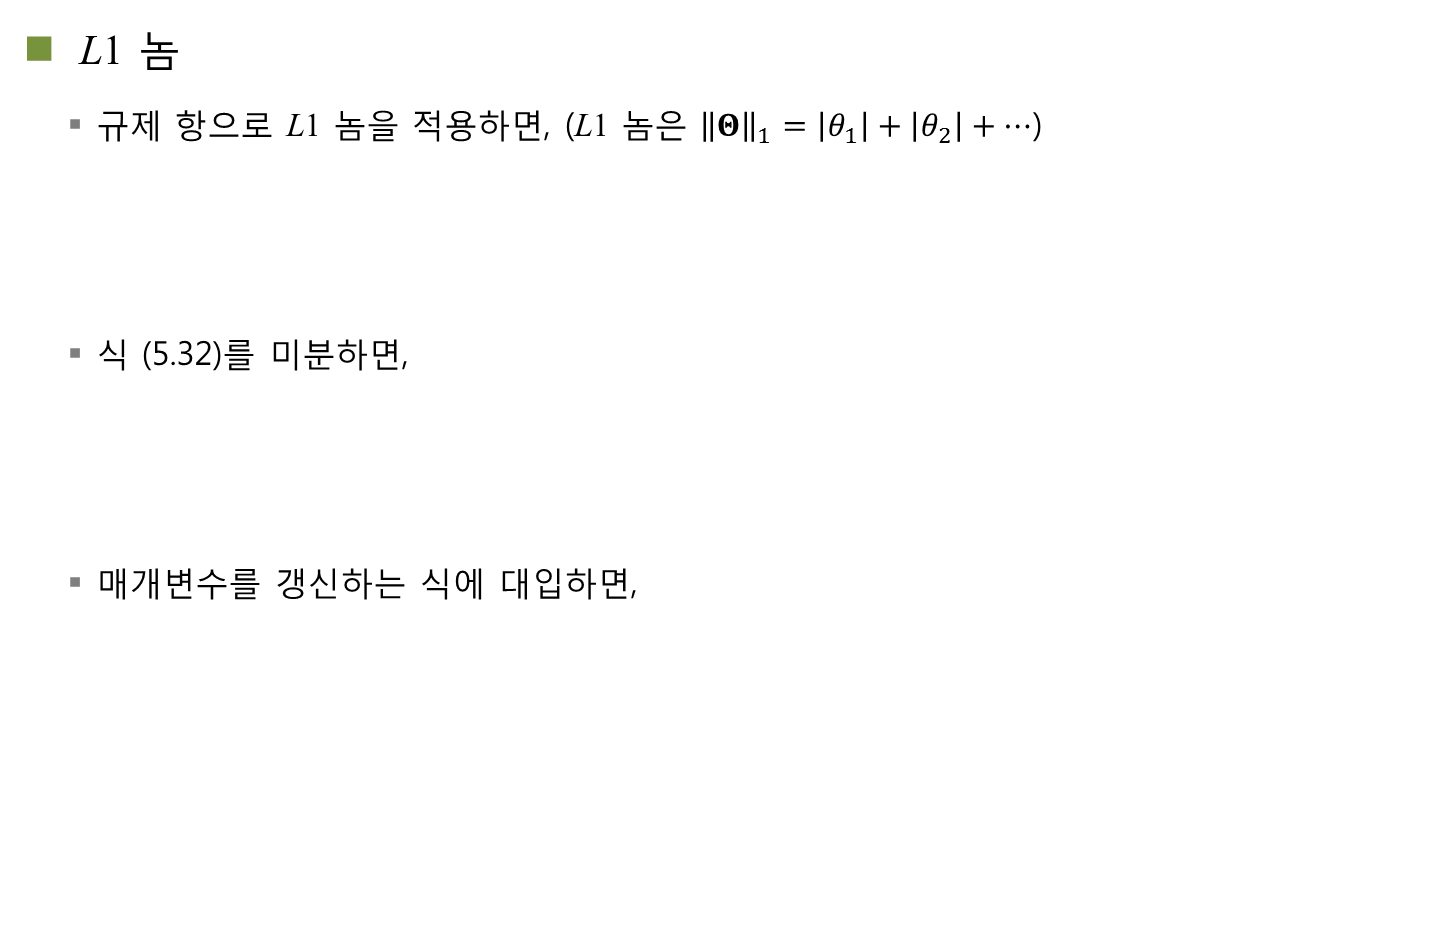 L1 놈
규제 항으로 L1 놈을 적용하면, (L1 놈은 ‖𝚯‖₁ = |θ₁| + |θ₂| + ⋯)
식 (5.32)를 미분하면,
매개변수를 갱신하는 식에 대입하면,